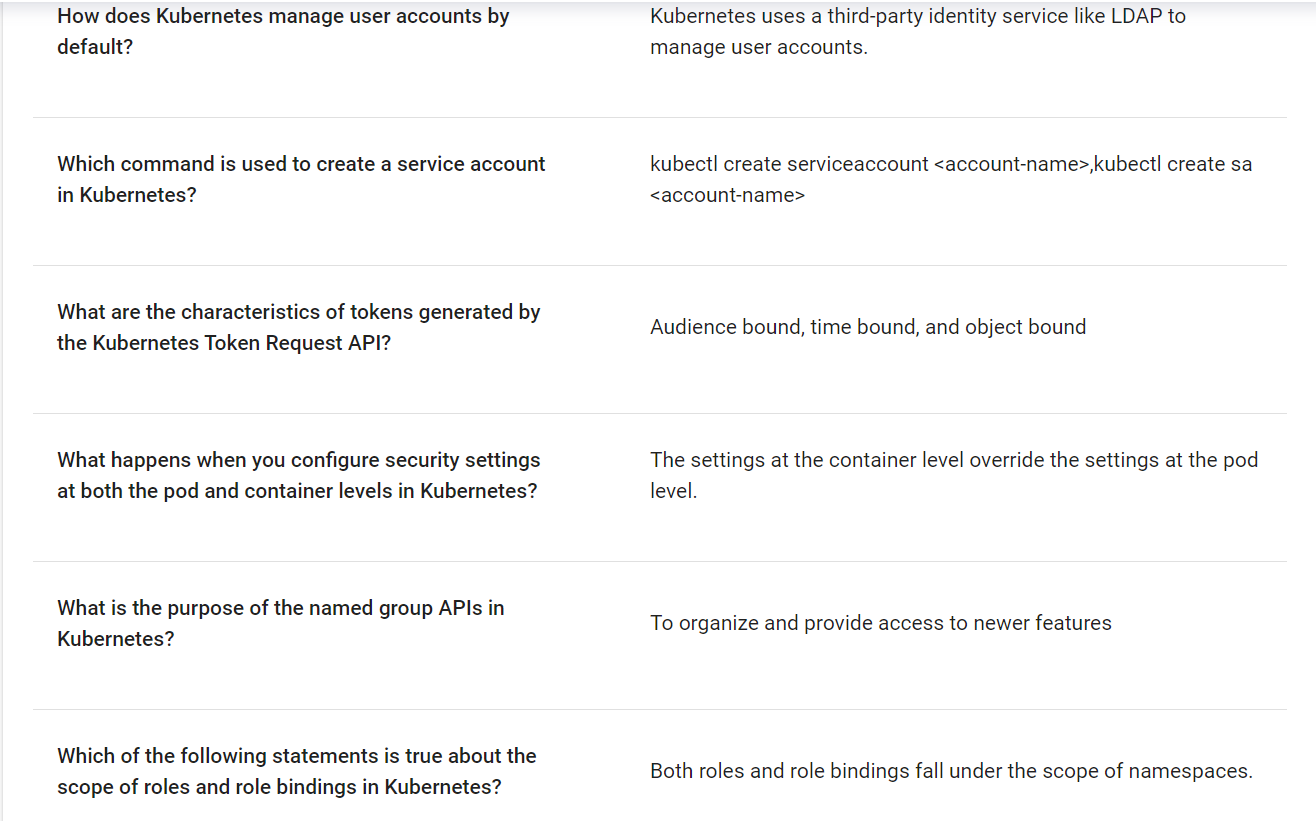 How does Kubernetes manage user accounts by
default?
Kubernetes uses a third-party identity service like LDAP to
manage user accounts.
Which command is used to create a service account
in Kubernetes?
kubectl create serviceaccount <account-name>,kubectl create sa
<account-name>
What are the characteristics of tokens generated by
the Kubernetes Token Request API?
Audience bound, time bound, and object bound
What happens when you configure security settings
at both the pod and container levels in Kubernetes?
The settings at the container level override the settings at the pod
level.
What is the purpose of the named group APIs in
Kubernetes?
To organize and provide access to newer features
Which of the following statements is true about the
scope of roles and role bindings in Kubernetes?
Both roles and role bindings fall under the scope of namespaces.